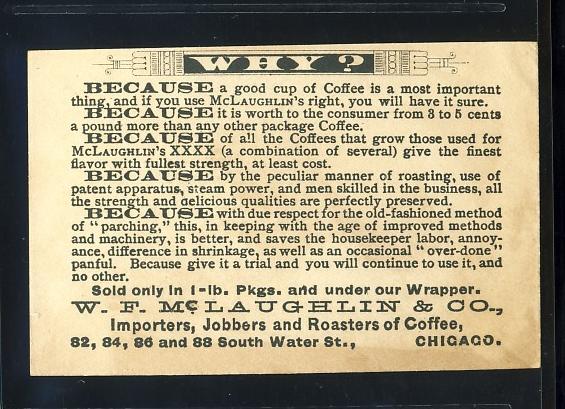 WHY?
BECAUSE a good cup of Coffee is a most important
thing, and if you use McLAUGHLIN'S right, you will have it sure.
BECAUSE it is worth to the consumer from 3 to 5 cents
a pound more than any other package Coffee.
BECAUSE of all the Coffees that grow those used for
McLAUGHLIN'S XXXX (a combination of several) give the finest
flavor with fullest strength, at least cost.
BECAUSE by the peculiar manner of roasting, use of
patent apparatus, steam power, and men skilled in the business, all
the strength and delicious qualities are perfectly preserved.
BECAUSE with due respect for the old-fashioned method
of "parching," this, in keeping with the age of improved methods
and machinery, is better, and saves the housekeeper labor, annoy-
ance, difference in shrinkage, as well as an occasional "over-done"
panful. Because give it a trial and you will continue to use it, and
no other.
Sold only in 1-lb. Pkgs. and under our Wrapper.
W. F. McLAUGHLIN & CO.,
Importers, Jobbers and Roasters of Coffee,
82, 84, 86 and 88 South Water St., CHICAGO.